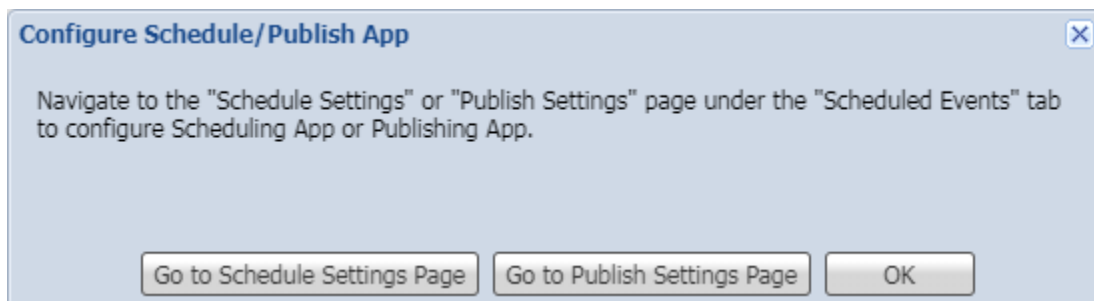 Configure Schedule/Publish App
Navigate to the "Schedule Settings" or "Publish Settings" page under the "Scheduled Events" tab
to configure Scheduling App or Publishing App.
Go to Schedule Settings Page
Go to Publish Settings Page
OK